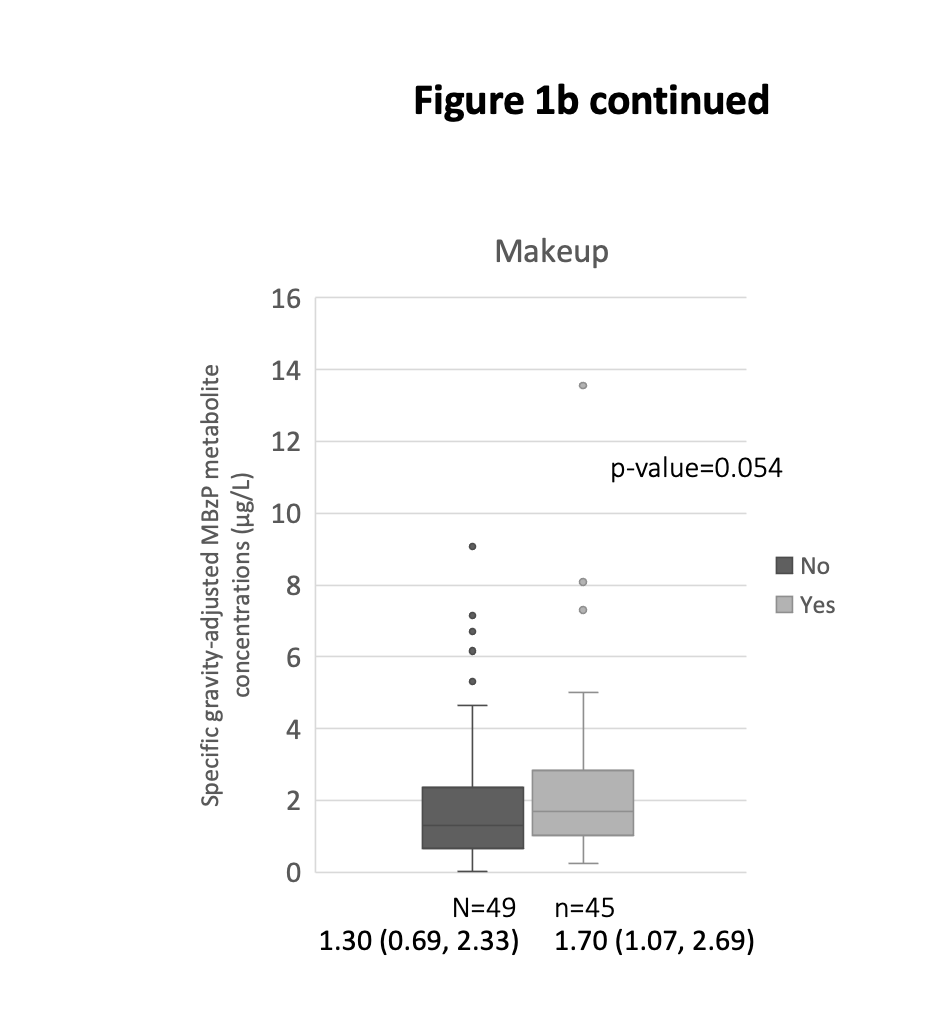 Figure 1b continued
Makeup
Specific gravity-adjusted MBzP metabolite
concentrations (µg/L)
16
14
12
10
8
6
4
2
0
p-value=0.054
No
Yes
N=49 n=45
1.30 (0.69, 2.33) 1.70 (1.07, 2.69)